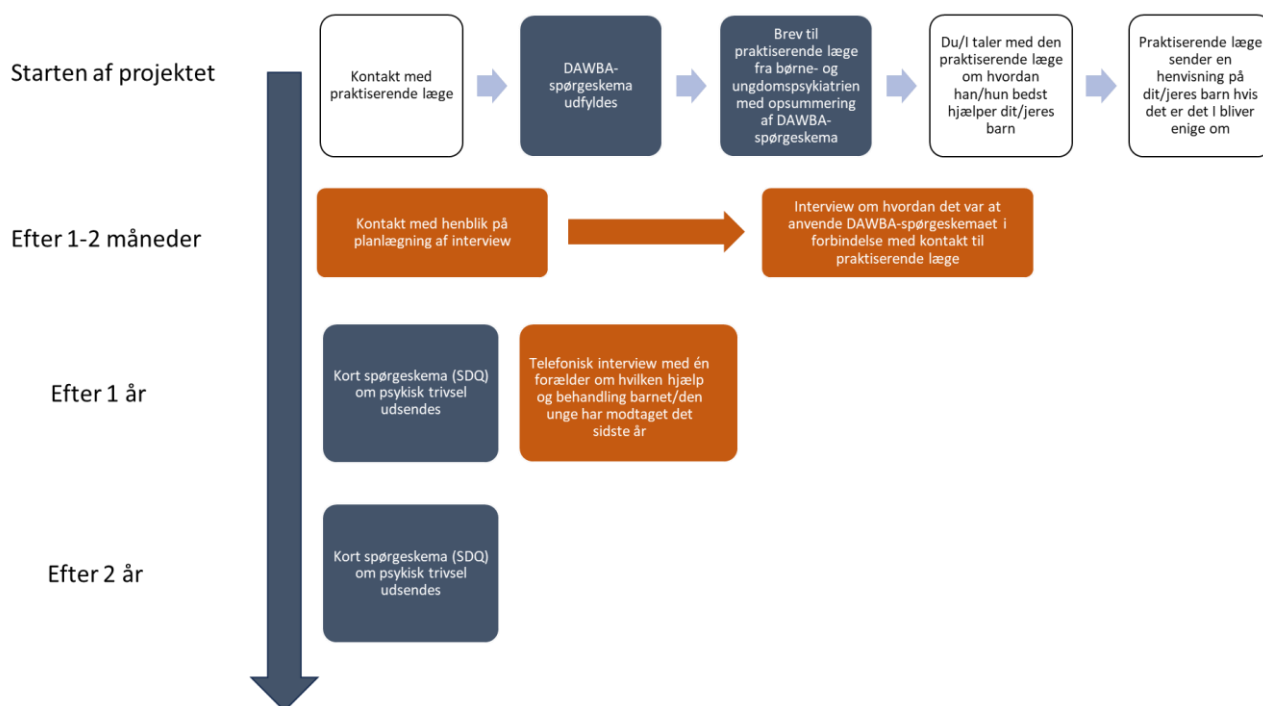 Starten af projektet
Kontakt med
praktiserende læge
DAWBA-
spørgeskema
udfyldes
Brev til
praktiserende læge
fra børne- og
ungdomspsykiatrien
med opsummering
af DAWBA-
spørgeskema
Du/I taler med den
praktiserende læge
om hvordan
han/hun bedst
hjælper dit/jeres
barn
Praktiserende læge
sender en
henvisning på
dit/jeres barn hvis
det er det I bliver
enige om
Efter 1-2 måneder
Kontakt med henblik på
planlægning af interview
Interview om hvordan det var at
anvende DAWBA-spørgeskemaet i
forbindelse med kontakt til
praktiserende læge
Efter 1 år
Kort spørgeskema (SDQ)
om psykisk trivsel
udsendes
Telefonisk interview med én
forælder om hvilken hjælp
og behandling barnet/den
unge har modtaget det
sidste år
Efter 2 år
Kort spørgeskema (SDQ)
om psykisk trivsel
udsendes